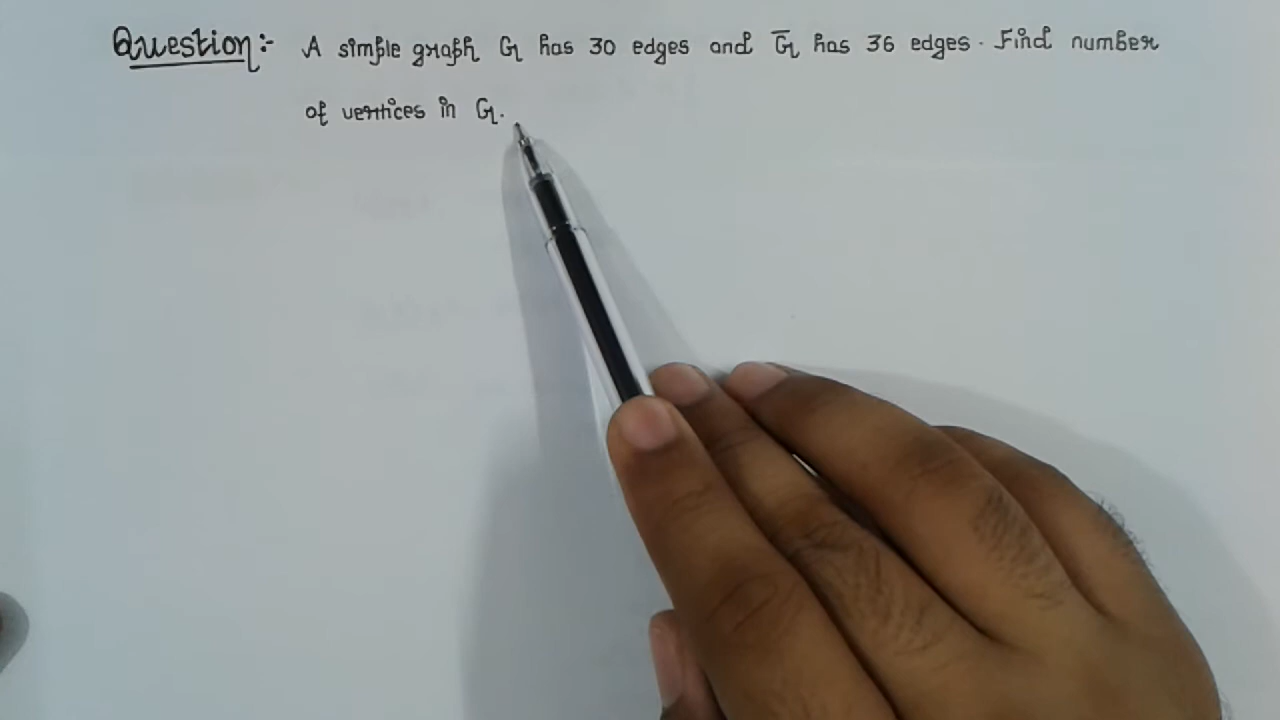 Question:- A simple graph G has 30 edges and G̅ has 36 edges. Find number
of vertices in G.